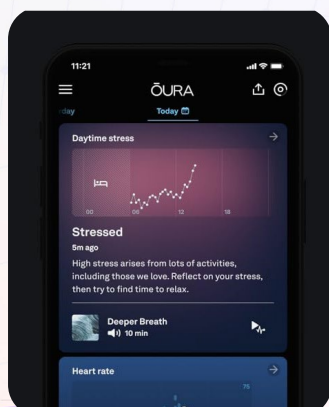 11:21
ŌURA
day
Today
Daytime stress
00 06 12 18
Stressed
5m ago
High stress arises from lots of activities,
including those we love. Reflect on your stress,
then try to find time to relax.
Deeper Breath
10 min
Heart rate
75